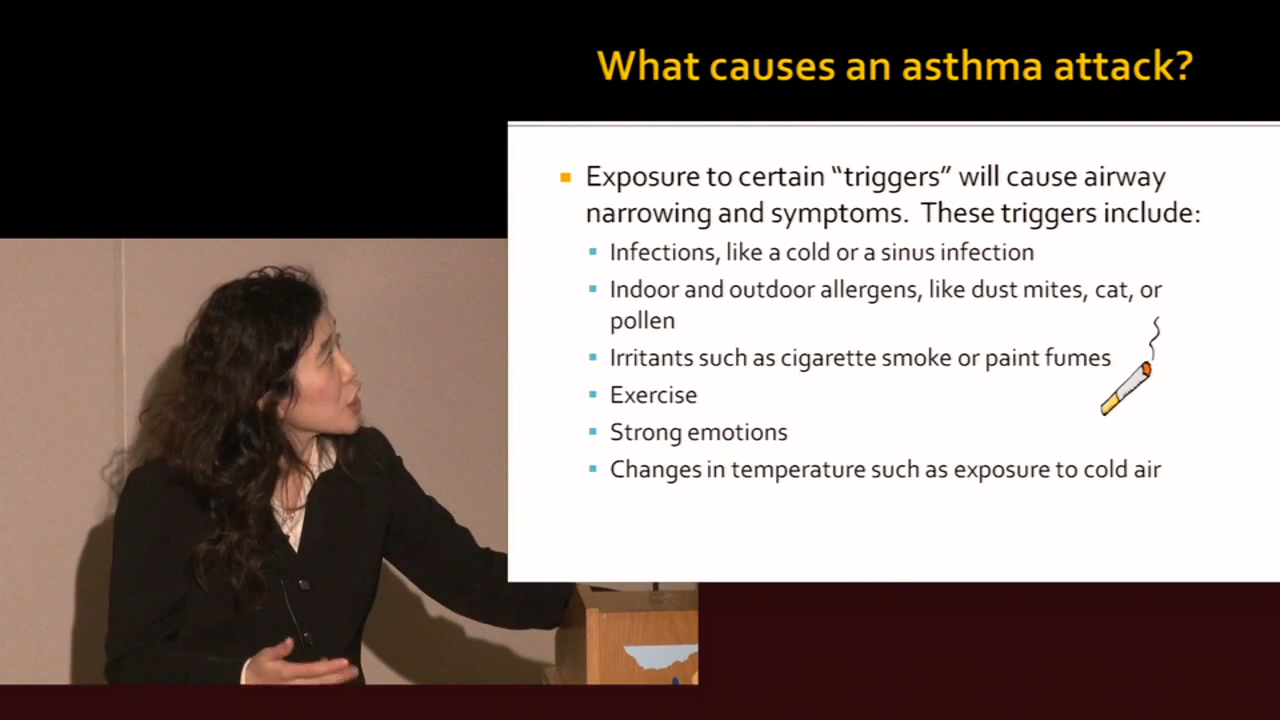 What causes an asthma attack?
Exposure to certain “triggers” will cause airway
narrowing and symptoms. These triggers include:
Infections, like a cold or a sinus infection
Indoor and outdoor allergens, like dust mites, cat, or
pollen
Irritants such as cigarette smoke or paint fumes
Exercise
Strong emotions
Changes in temperature such as exposure to cold air